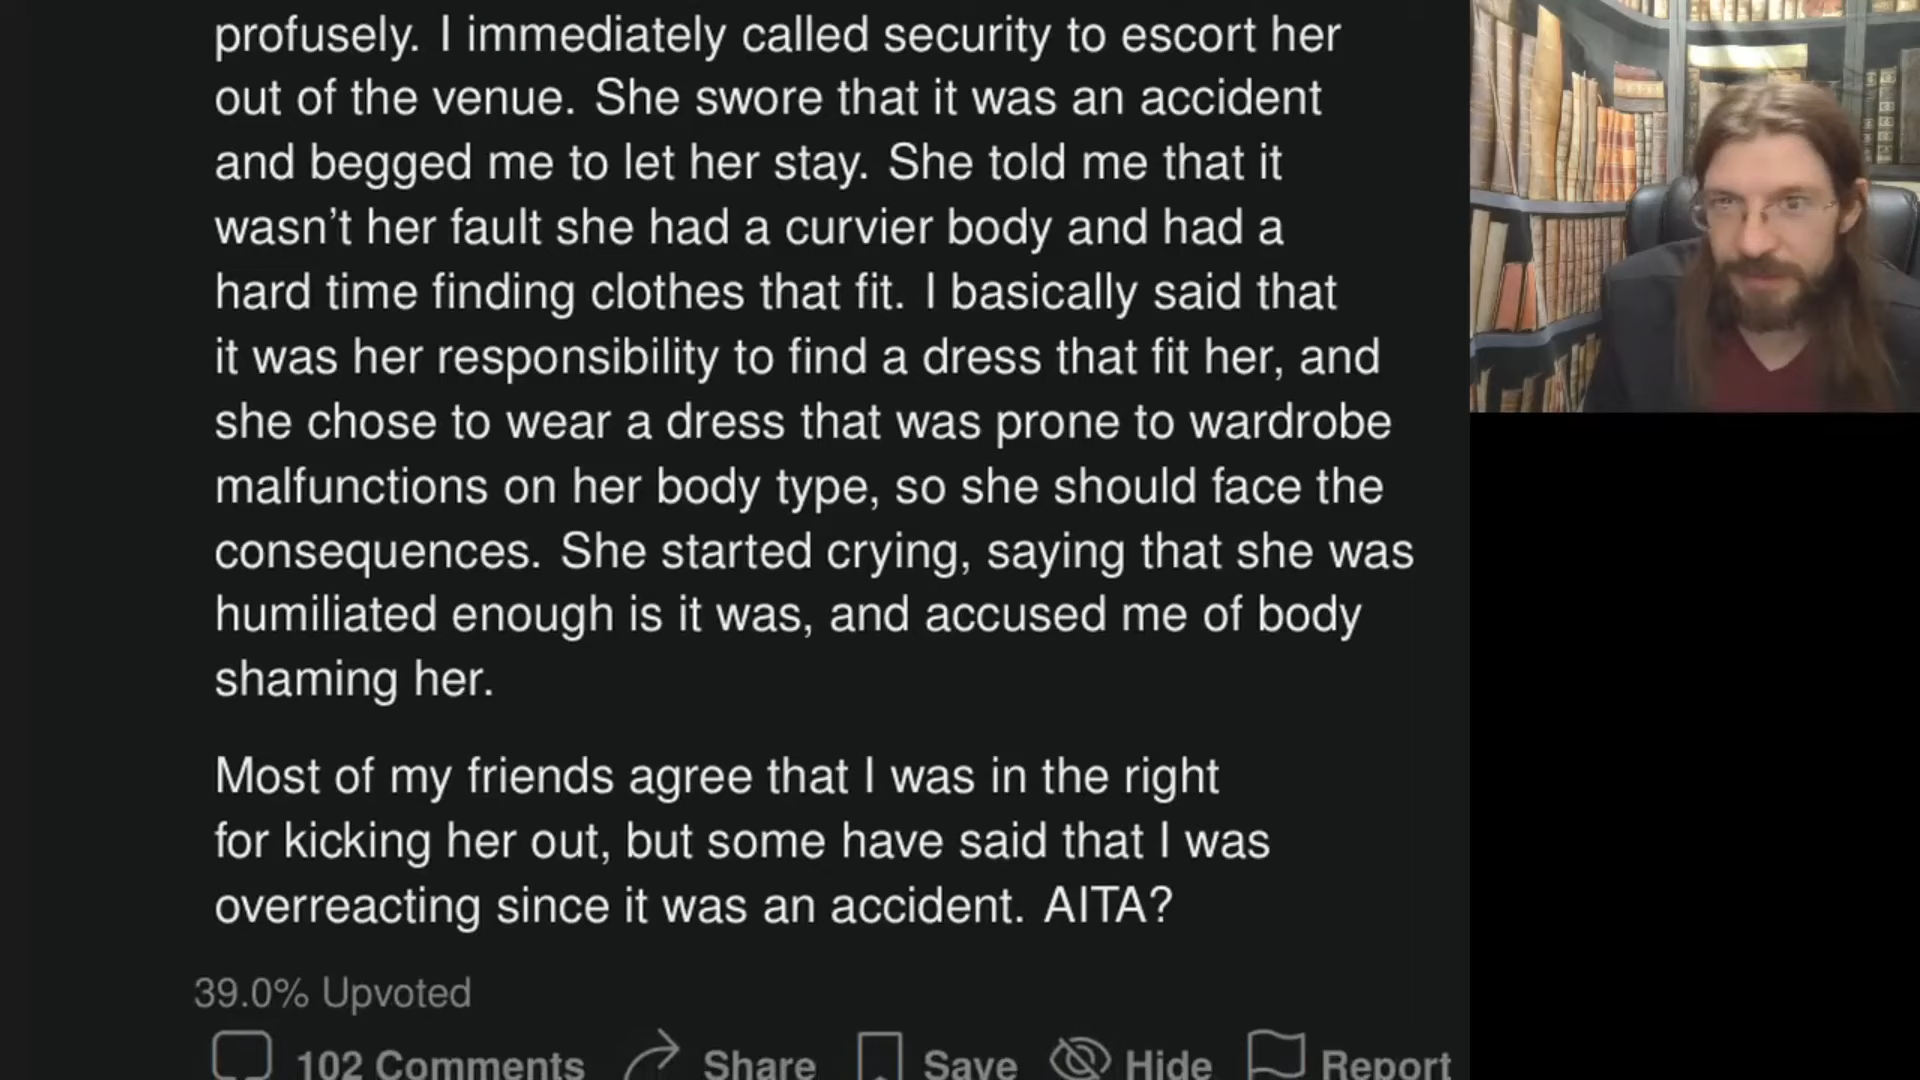 profusely. I immediately called security to escort her
out of the venue. She swore that it was an accident
and begged me to let her stay. She told me that it
wasn’t her fault she had a curvier body and had a
hard time finding clothes that fit. I basically said that
it was her responsibility to find a dress that fit her, and
she chose to wear a dress that was prone to wardrobe
malfunctions on her body type, so she should face the
consequences. She started crying, saying that she was
humiliated enough is it was, and accused me of body
shaming her.
Most of my friends agree that I was in the right
for kicking her out, but some have said that I was
overreacting since it was an accident. AITA?
39.0% Upvoted
102 Comments Share Save Hide Report